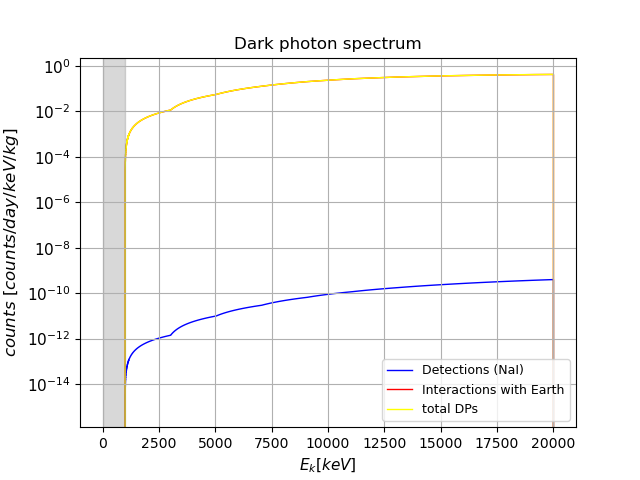 Dark photon spectrum
counts [counts/day/keV/kg]
10^0
10^-2
10^-4
10^-6
10^-8
10^-10
10^-12
10^-14
Detections (NaI)
Interactions with Earth
total DPs
0 2500 5000 7500 10000 12500 15000 17500 20000
E_k[keV]